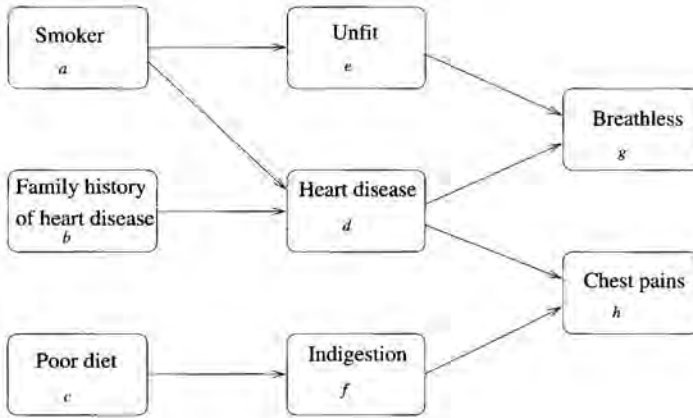 Smoker
a
Unfit
e
Breathless
g
Family history
of heart disease
b
Heart disease
d
Chest pains
h
Poor diet
c
Indigestion
f